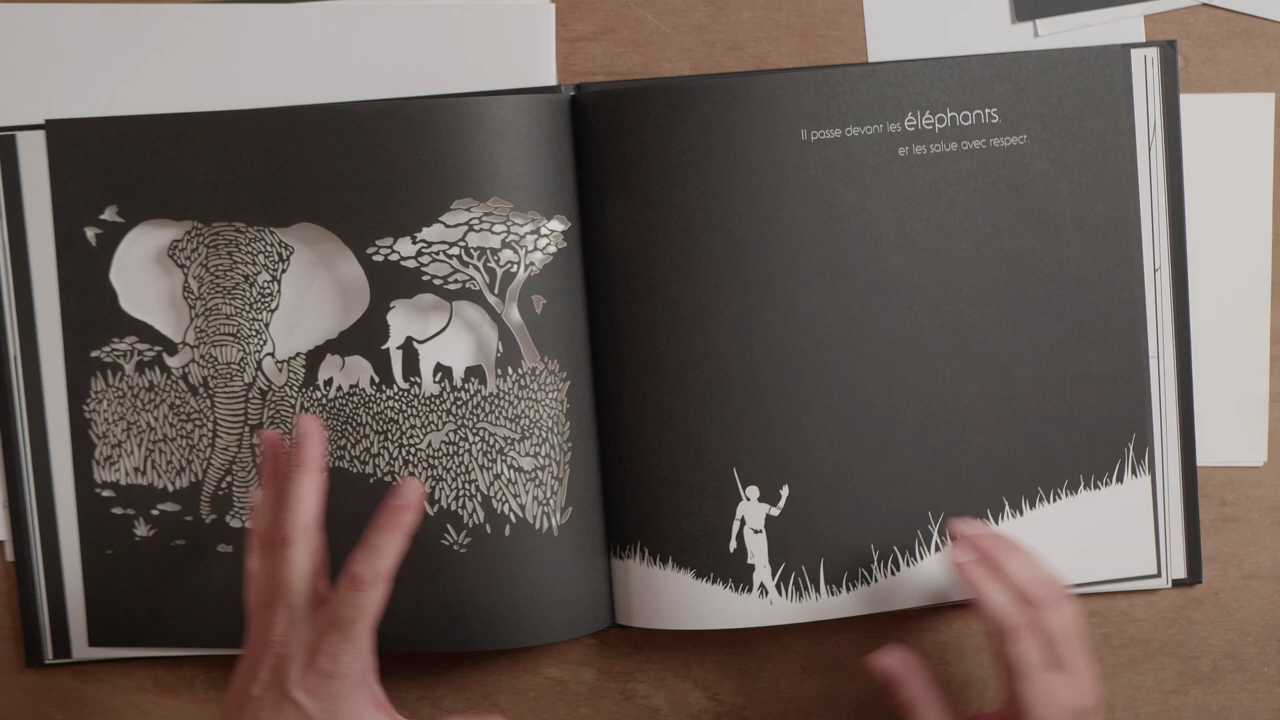 Il passe devant les éléphants,
et les salue avec respect.